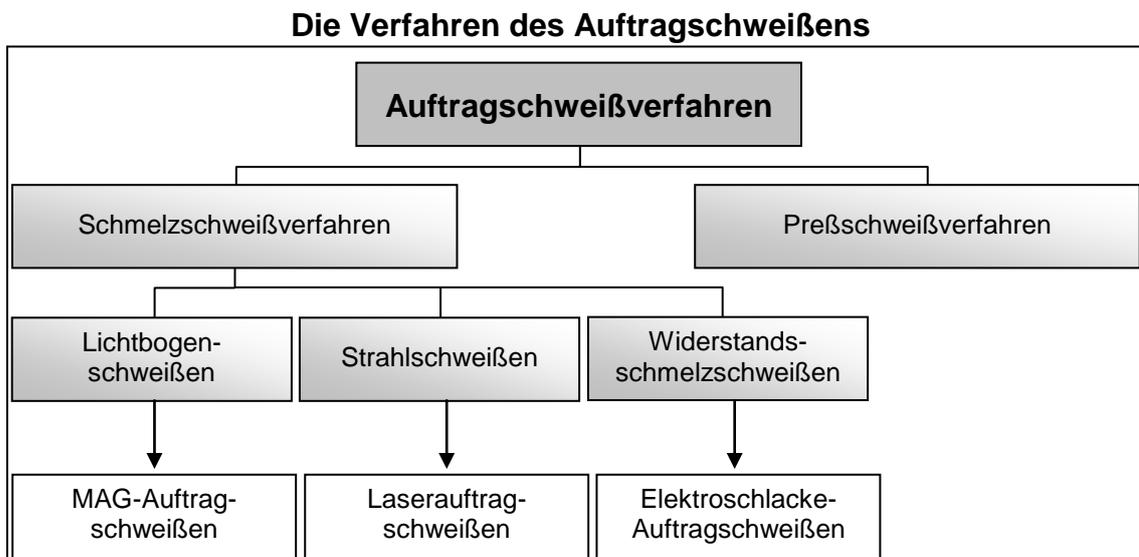 Die Verfahren des Auftragschweißens
Auftragschweißverfahren
Schmelzschweißverfahren
Preßschweißverfahren
Lichtbogen-
schweißen
Strahlschweißen
Widerstands-
schmelzschweißen
MAG-Auftrag-
schweißen
Laserauftrag-
schweißen
Elektroschlacke-
Auftragschweißen